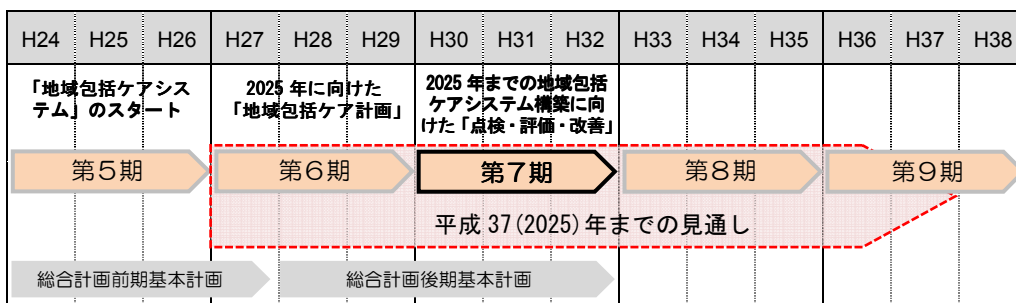 H24 H25 H26 H27 H28 H29 H30 H31 H32 H33 H34 H35 H36 H37 H38
「地域包括ケアシス
テム」のスタート
2025 年に向けた
「地域包括ケア計画」
2025 年までの地域包括
ケアシステム構築に向
けた「点検・評価・改善」
第5期 第6期 第7期 第8期 第9期
平成 37(2025)年までの見通し
総合計画前期基本計画 総合計画後期基本計画